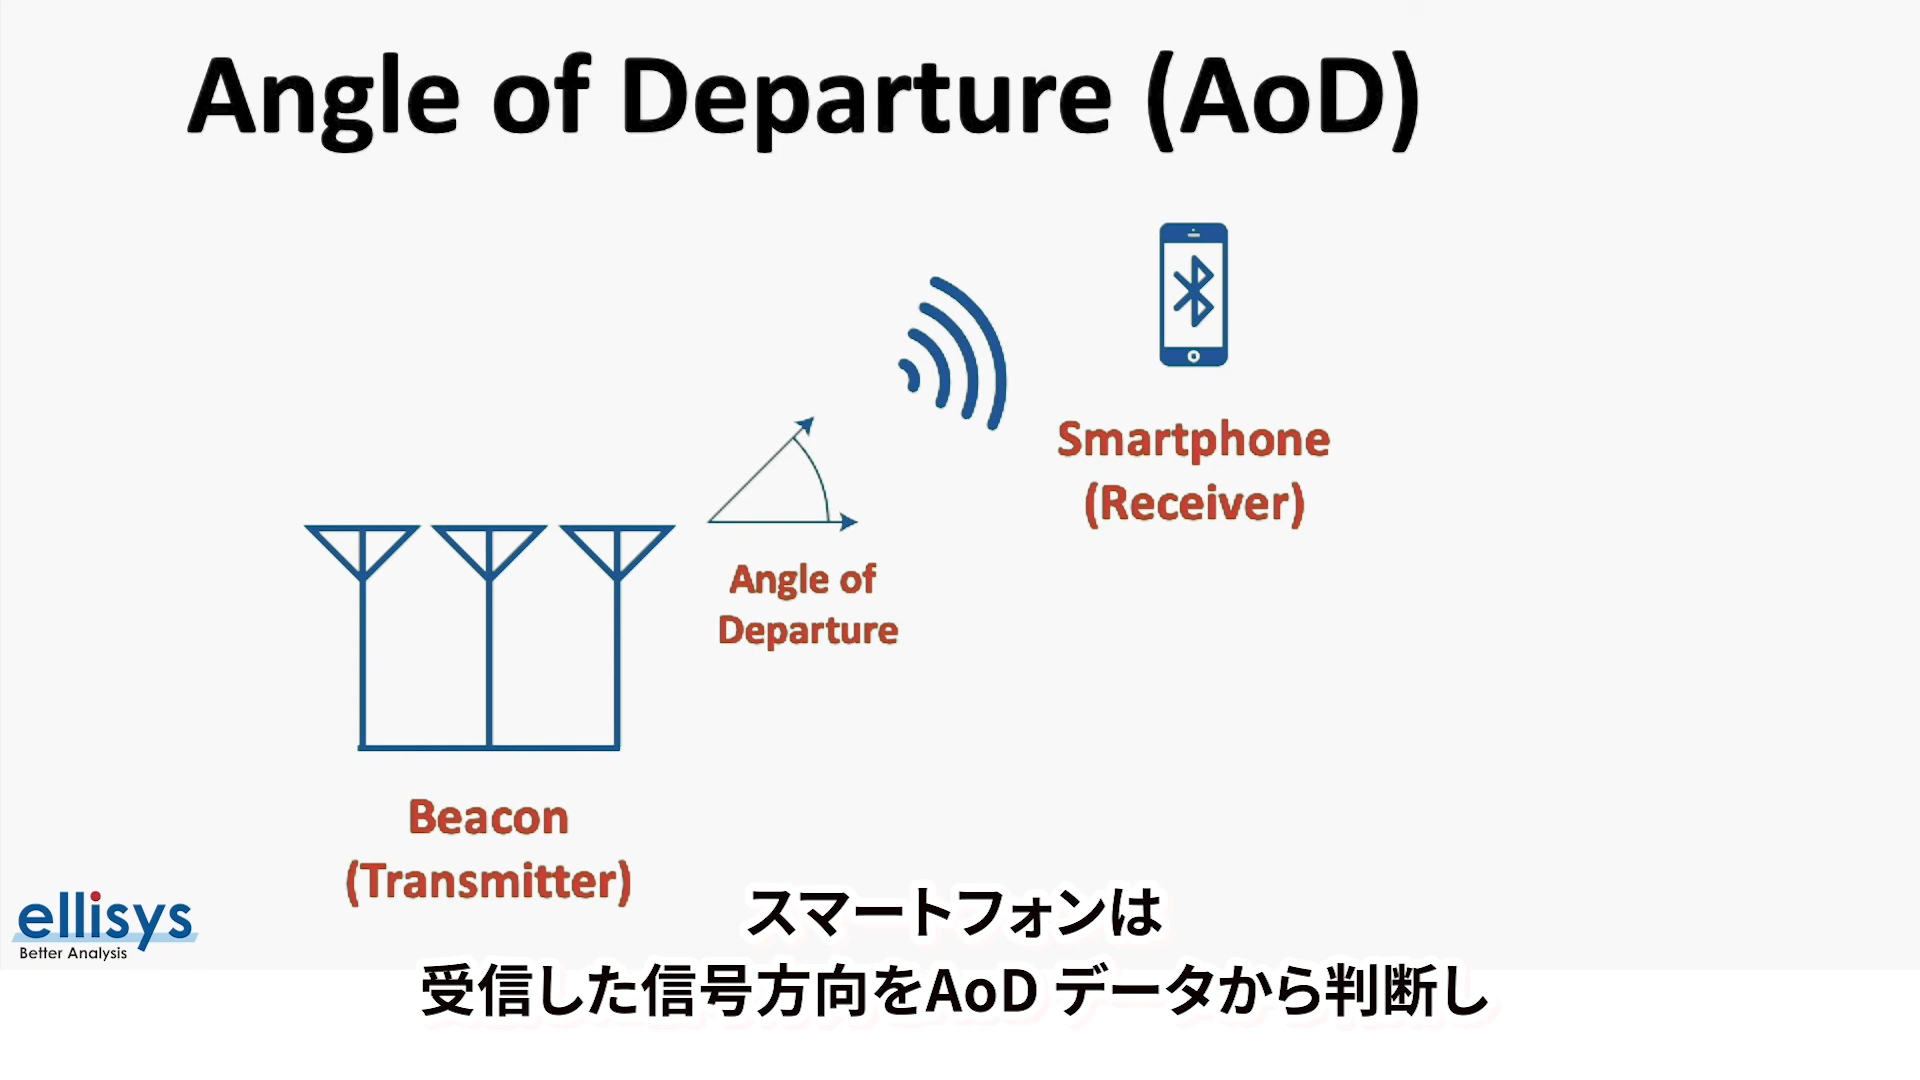 Angle of Departure (AoD)
Smartphone
(Receiver)
Angle of
Departure
Beacon
(Transmitter)
ellisys
Better Analysis
スマートフォンは
受信した信号方向をAoD データから判断し